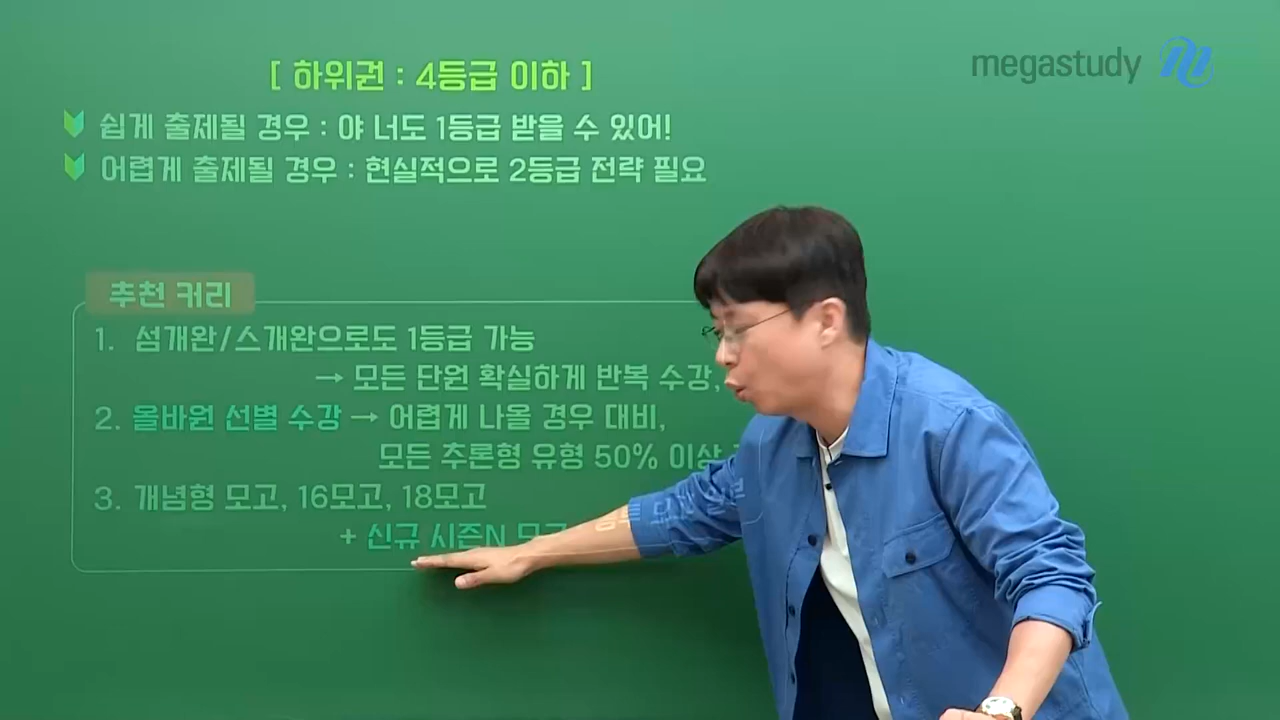 megastudy
[ 하위권 : 4등급 이하 ]
쉽게 출제될 경우 : 야 너도 1등급 받을 수 있어!
어렵게 출제될 경우 : 현실적으로 2등급 전략 필요
추천 커리
1. 섬개완/스개완으로도 1등급 가능
→ 모든 단원 확실하게 반복 수강,
2. 올바원 선별 수강 → 어렵게 나올 경우 대비,
모든 추론형 유형 50% 이상
3. 개념형 모고, 16모고, 18모고
+ 신규 시즌N 모고